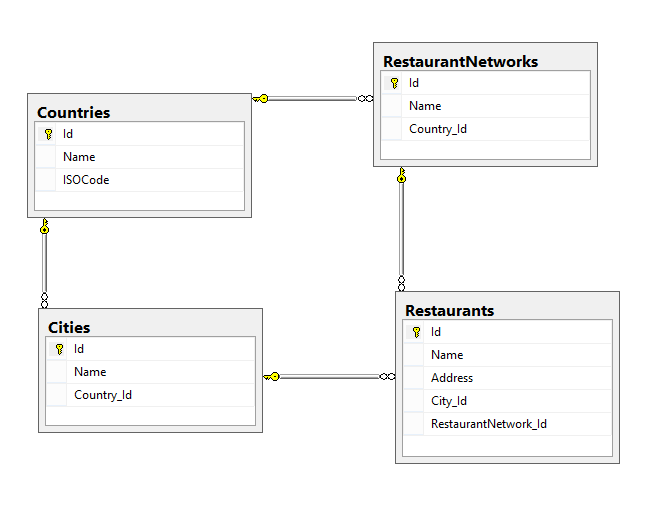 RestaurantNetworks
Id
Name
Country_Id
Countries
Id
Name
ISOCode
Cities
Id
Name
Country_Id
Restaurants
Id
Name
Address
City_Id
RestaurantNetwork_Id